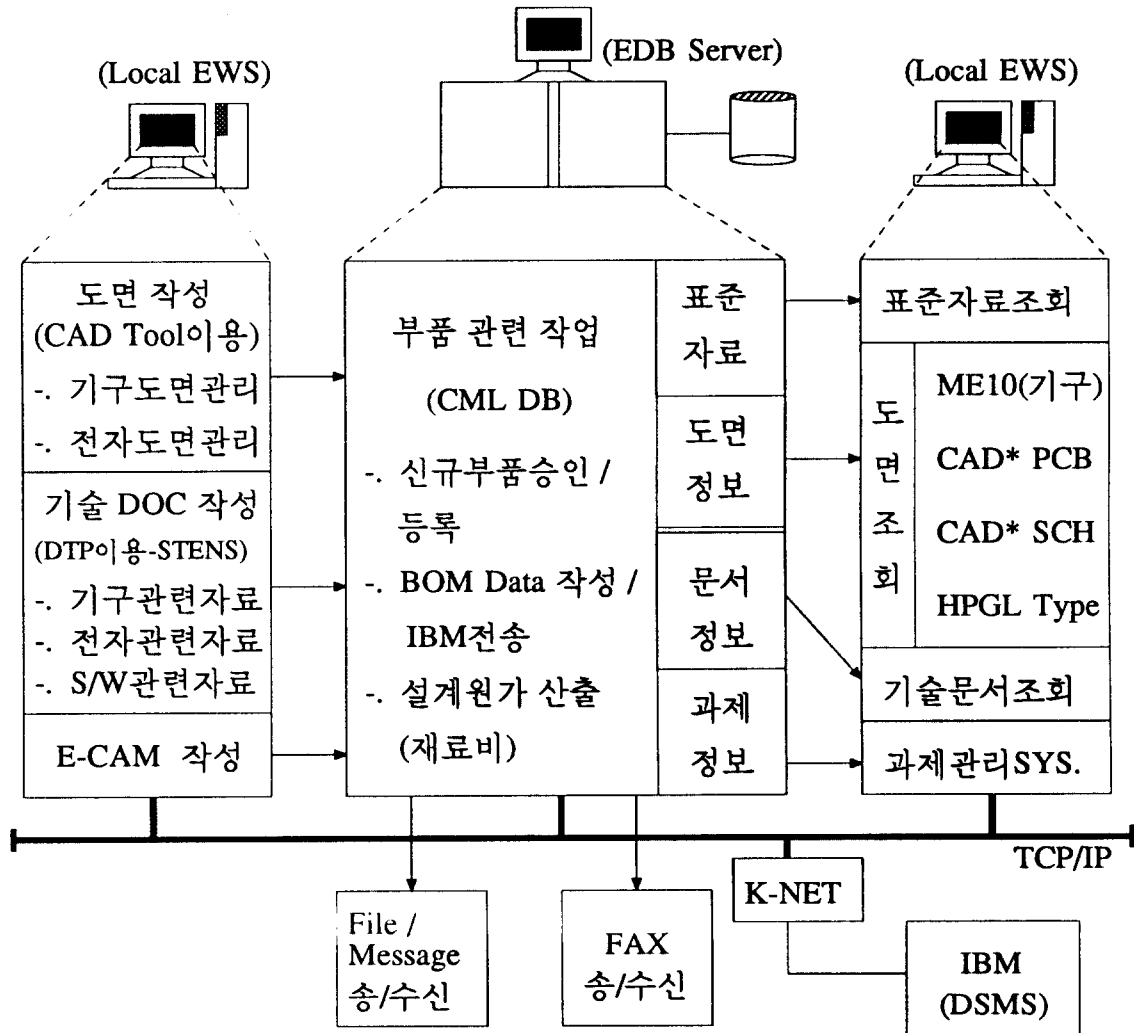 (Local EWS)
(EDB Server)
(Local EWS)
도면 작성
(CAD Tool이용)
-. 기구도면관리
-. 전자도면관리
기술 DOC 작성
(DTP이용-STENS)
-. 기구관련자료
-. 전자관련자료
-. S/W관련자료
E-CAM 작성
부품 관련 작업
(CML DB)
-. 신규부품승인 /
등록
-. BOM Data 작성 /
IBM전송
-. 설계원가 산출
(재료비)
표준
자료
도면
정보
문서
정보
과제
정보
표준자료조회
도
면
조
회
ME10(기구)
CAD* PCB
CAD* SCH
HPGL Type
기술문서조회
과제관리SYS.
TCP/IP
File /
Message
송/수신
FAX
송/수신
K-NET
IBM
(DSMS)